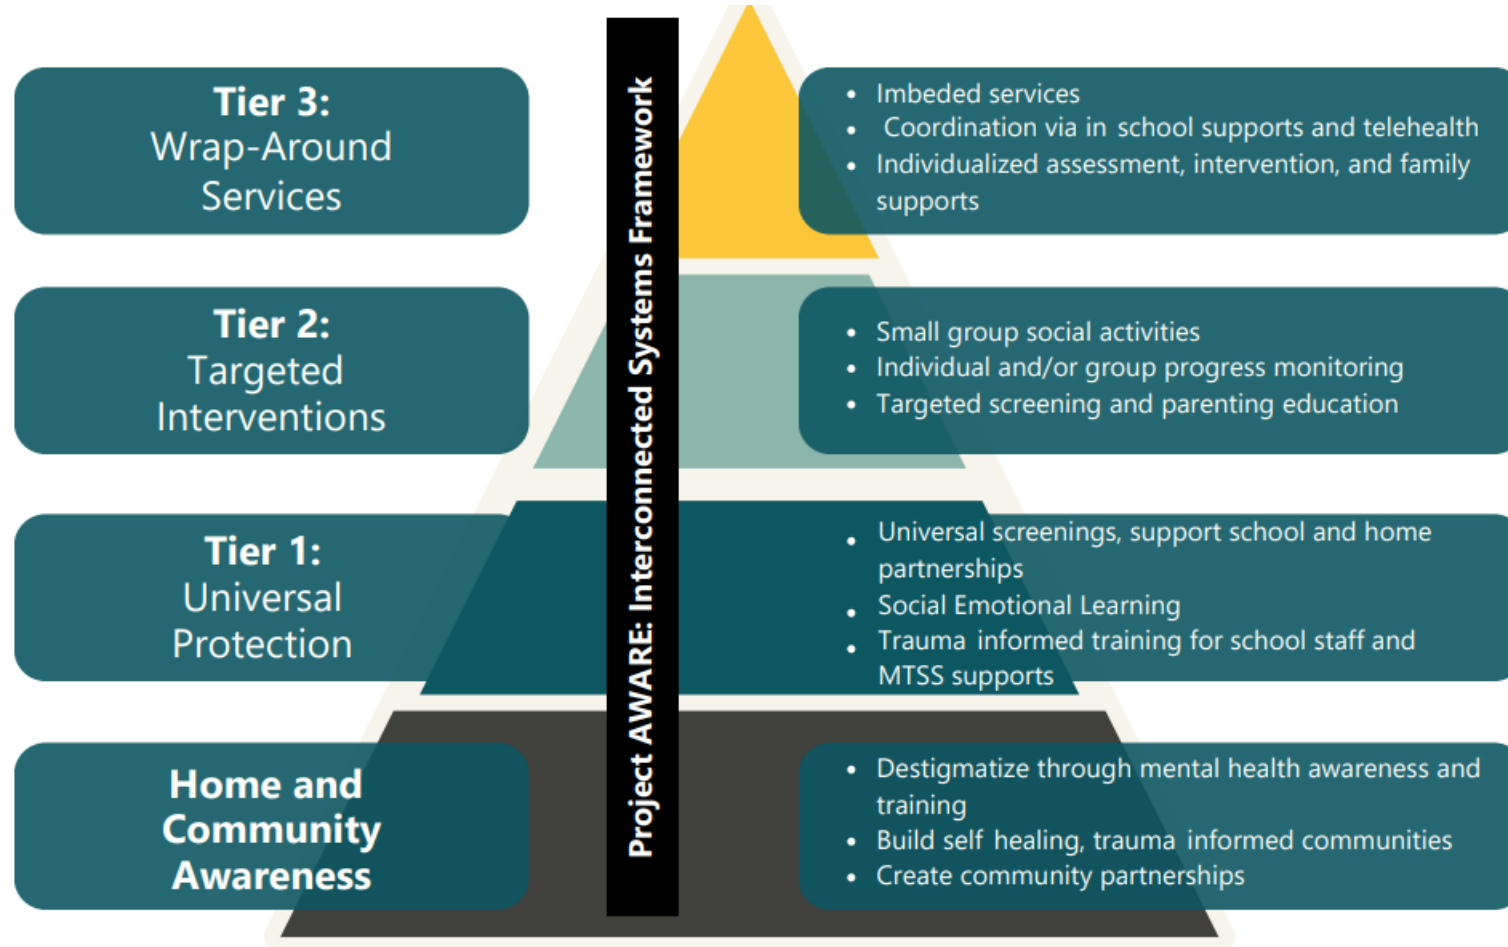 Project AWARE: Interconnected Systems Framework
Tier 3:
Wrap-Around
Services
• Imbeded services
• Coordination via in school supports and telehealth
• Individualized assessment, intervention, and family
supports
Tier 2:
Targeted
Interventions
• Small group social activities
• Individual and/or group progress monitoring
• Targeted screening and parenting education
Tier 1:
Universal
Protection
• Universal screenings, support school and home
partnerships
• Social Emotional Learning
• Trauma informed training for school staff and
MTSS supports
Home and
Community
Awareness
• Destigmatize through mental health awareness and
training
• Build self healing, trauma informed communities
• Create community partnerships